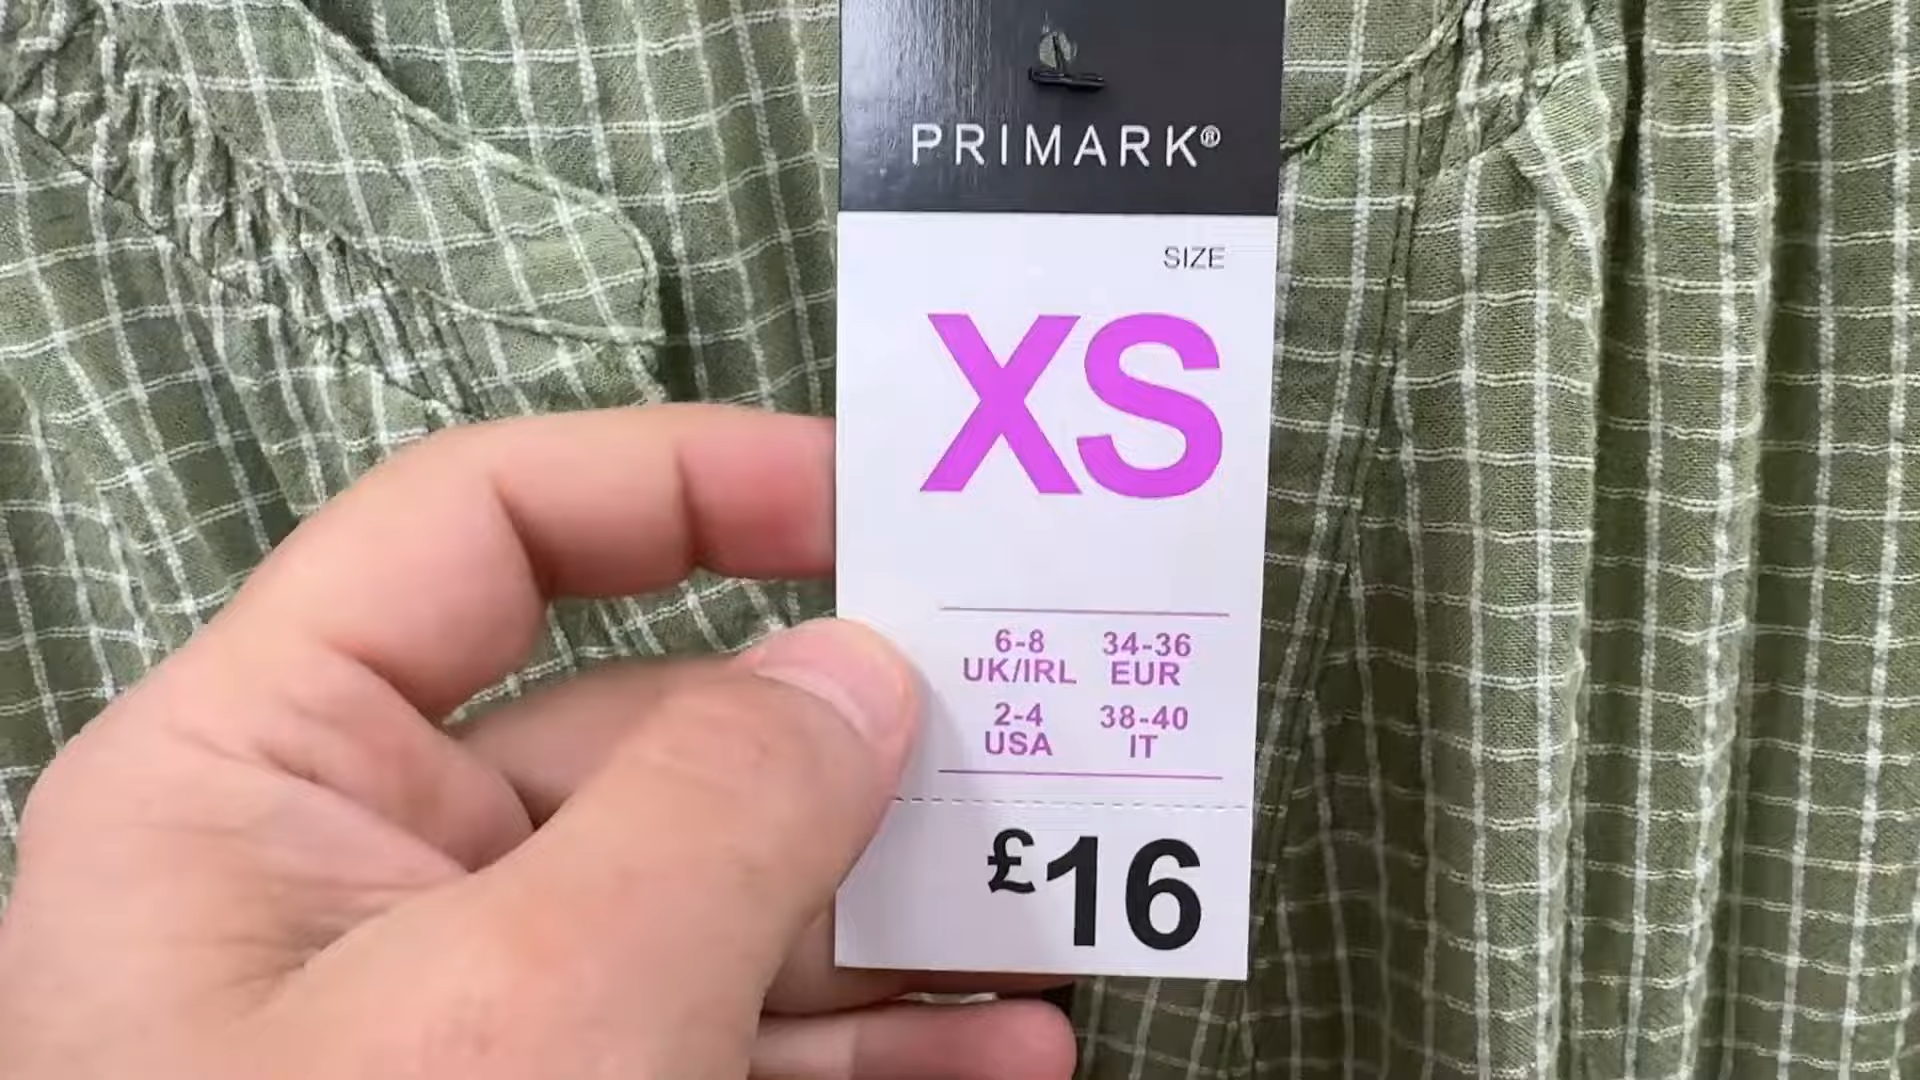 PRIMARK®
SIZE
XS
6-8 34-36
UK/IRL EUR
2-4 38-40
USA IT
£16